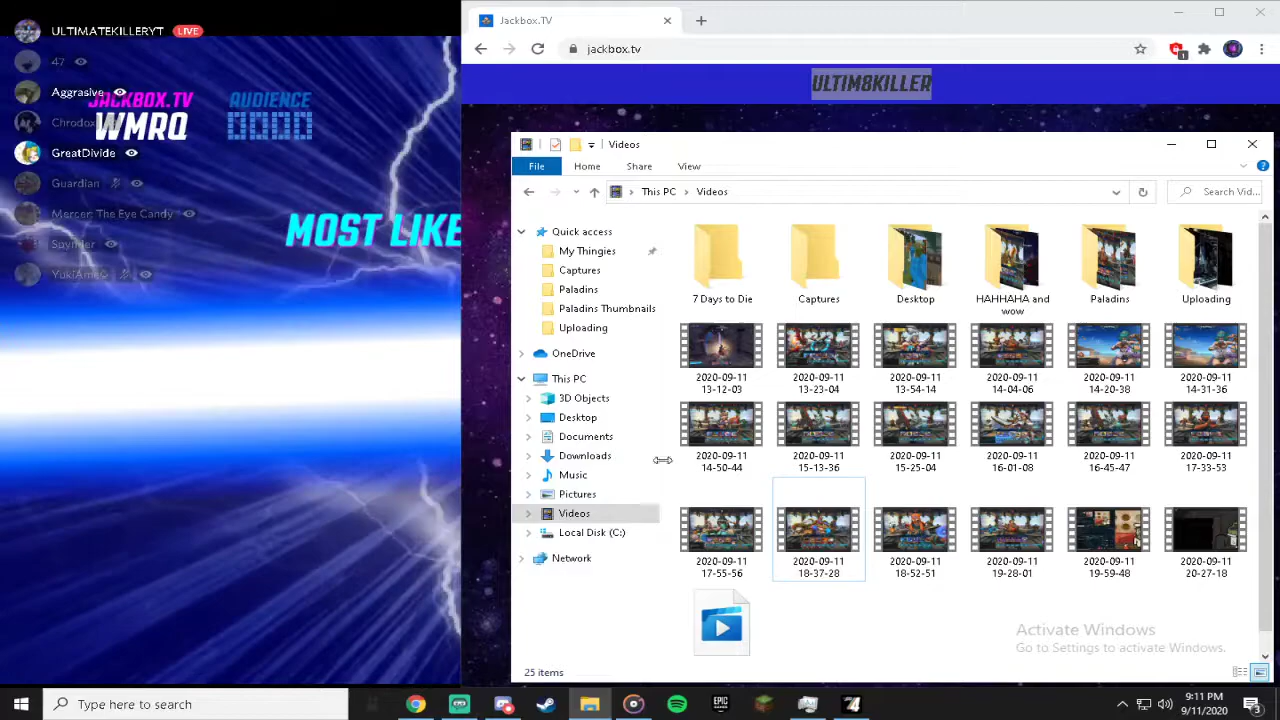 ULTIMATEKILLERYT LIVE
47
Aggrasive
Chrodox
GreatDivide
Guardian
Mercer: The Eye Candy
Spynder
YukiAmeC
JACKBOX.TV
WMRQ
AUDIENCE
MOST LIKE
Jackbox.TV
jackbox.tv
1
ULTIM8KILLER
Videos
File Home Share View
This PC Videos
Search Vid...
Quick access
My Thingies
Captures
Paladins
Paladins Thumbnails
Uploading
OneDrive
This PC
3D Objects
Desktop
Documents
Downloads
Music
Pictures
Videos
Local Disk (C:)
Network
7 Days to Die
Captures
Desktop
HAHHAHA and
wow
Paladins
Uploading
2020-09-11
13-12-03
2020-09-11
13-23-04
2020-09-11
13-54-14
2020-09-11
14-04-06
2020-09-11
14-20-38
2020-09-11
14-31-36
2020-09-11
14-50-44
2020-09-11
15-13-36
2020-09-11
15-25-04
2020-09-11
16-01-08
2020-09-11
16-45-47
2020-09-11
17-33-53
2020-09-11
17-55-56
2020-09-11
18-37-28
2020-09-11
18-52-51
2020-09-11
19-28-01
2020-09-11
19-59-48
2020-09-11
20-27-18
Activate Windows
Go to Settings to activate Windows.
25 items
Type here to search
EPIC
GAMES
4
9:11 PM
9/11/2020
3